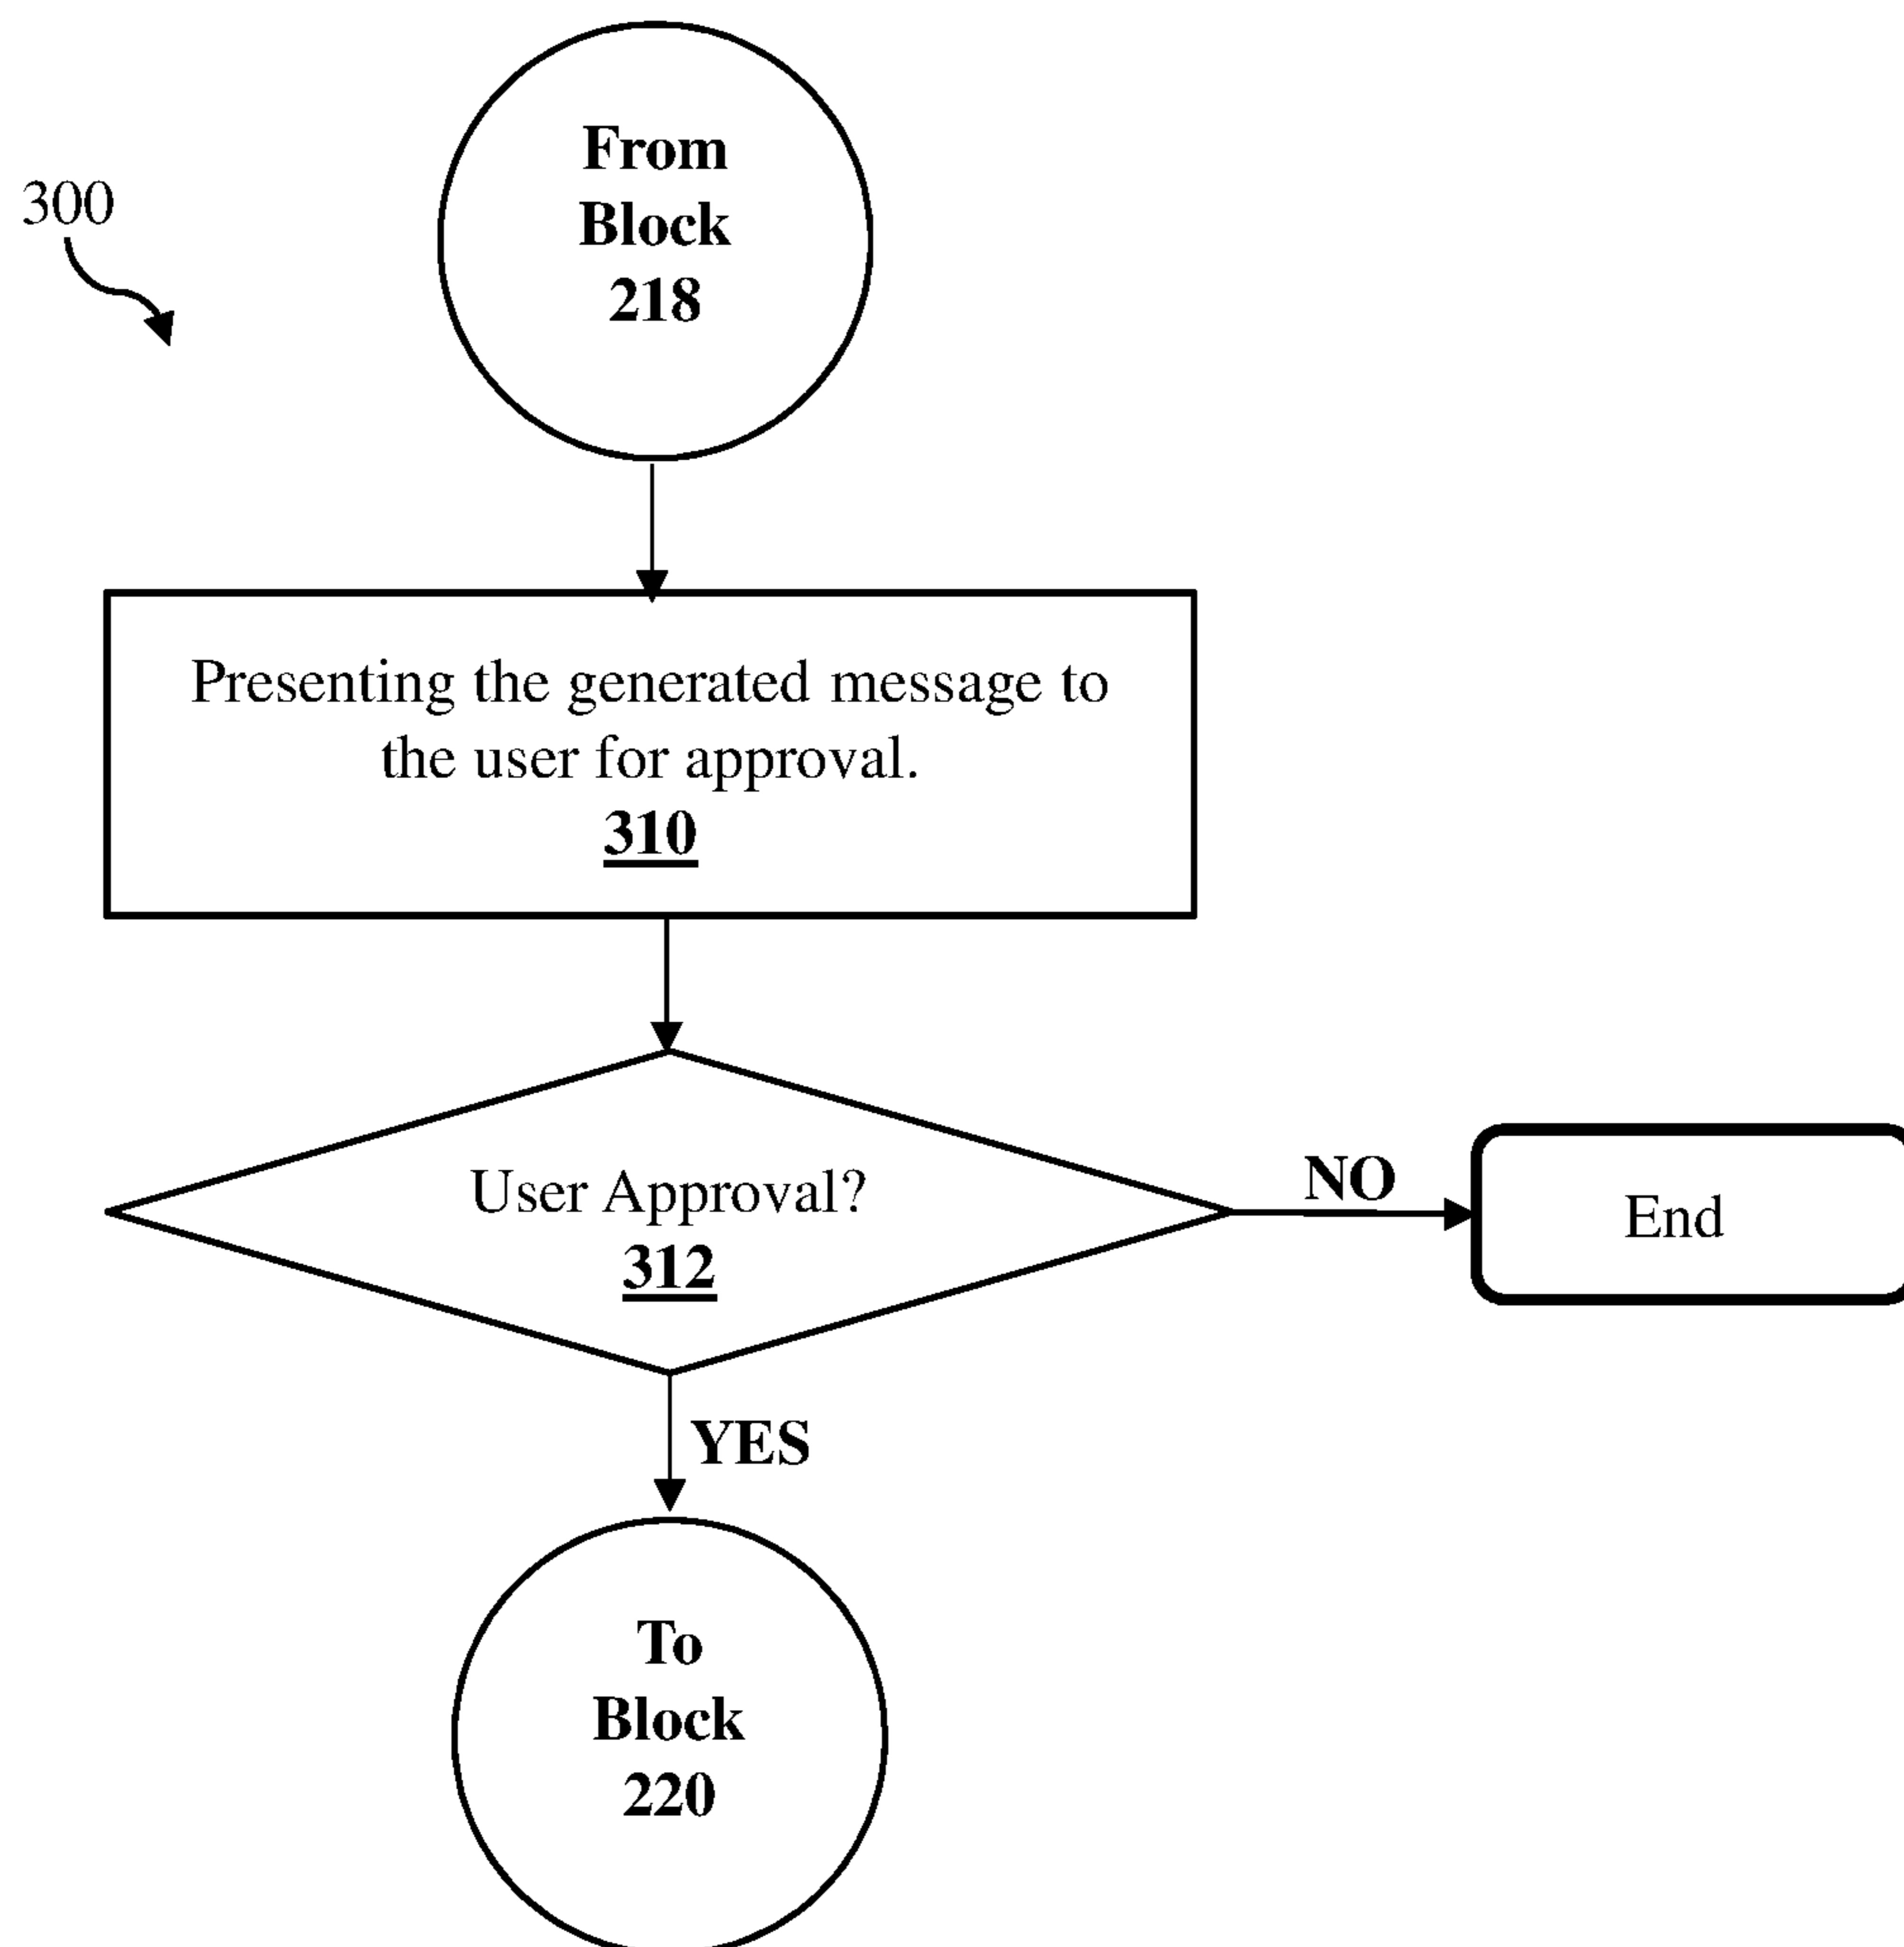 300
From
Block
218
Presenting the generated message to
the user for approval.
310
User Approval?
312
NO
End
YES
To
Block
220